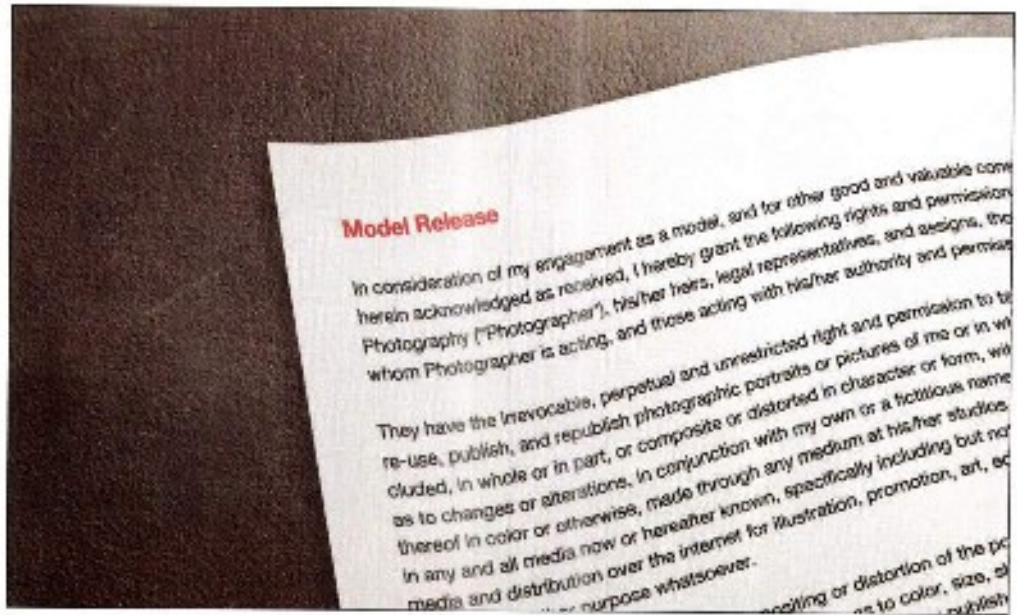 Model Release
In consideration of my engagement as a model, and for other good and valuable
herein acknowledged as received, I hereby grant the following rights and permission
Photography ("Photographer"), his/her heirs, legal representatives, and assigns,
whom Photographer is acting, and those acting with his/her authority and
They have the irrevocable, perpetual and unrestricted right and permission to
re-use, publish, and republish photographic portraits or pictures of me or in
cluded, in whole or in part, or composite or distorted in character or form,
as to changes or alterations, in conjunction with my own or a fictitious name
thereof in color or otherwise, made through any medium at his/her studios,
in any and all media now or hereafter known, specifically including but
media and distribution over the internet for illustration, promotion, art,
purpose whatsoever.
or distortion of the
to color, size,